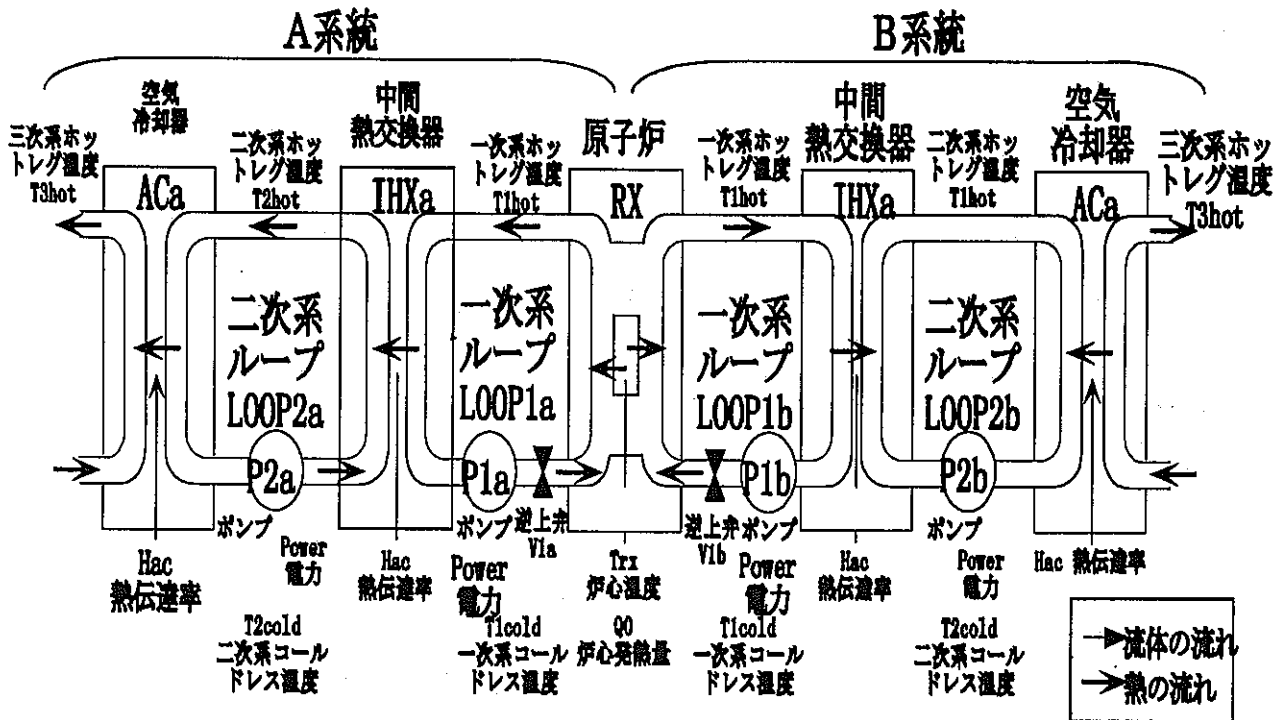 A系統
B系統
空気
冷却器
中間
熱交換器
原子炉
中間
熱交換器
空気
冷却器
三次系ホッ
トレグ温度
T3hot
二次系ホッ
トレグ温度
T2hot
一次系ホッ
トレグ温度
T1hot
一次系ホッ
トレグ温度
T1hot
二次系ホッ
トレグ温度
T1hot
三次系ホッ
トレグ温度
T3hot
ACa
IHXa
RX
IHXa
ACa
二次系
ループ
LOOP2a
一次系
ループ
LOOP1a
一次系
ループ
LOOP1b
二次系
ループ
LOOP2b
P2a
P1a
P1b
P2b
ポンプ
ポンプ
逆上弁
V1a
逆上弁
V1b
ポンプ
ポンプ
Hac
熱伝達率
Power
電力
Hac
熱伝達率
Power
電力
Trx
炉心温度
Power
電力
Hac
熱伝達率
Power
電力
Hac 熱伝達率
T2cold
二次系コール
ドレス温度
T1cold
一次系コール
ドレス温度
Q0
炉心発熱量
T1cold
一次系コール
ドレス温度
T2cold
二次系コール
ドレス温度
流体の流れ
熱の流れ